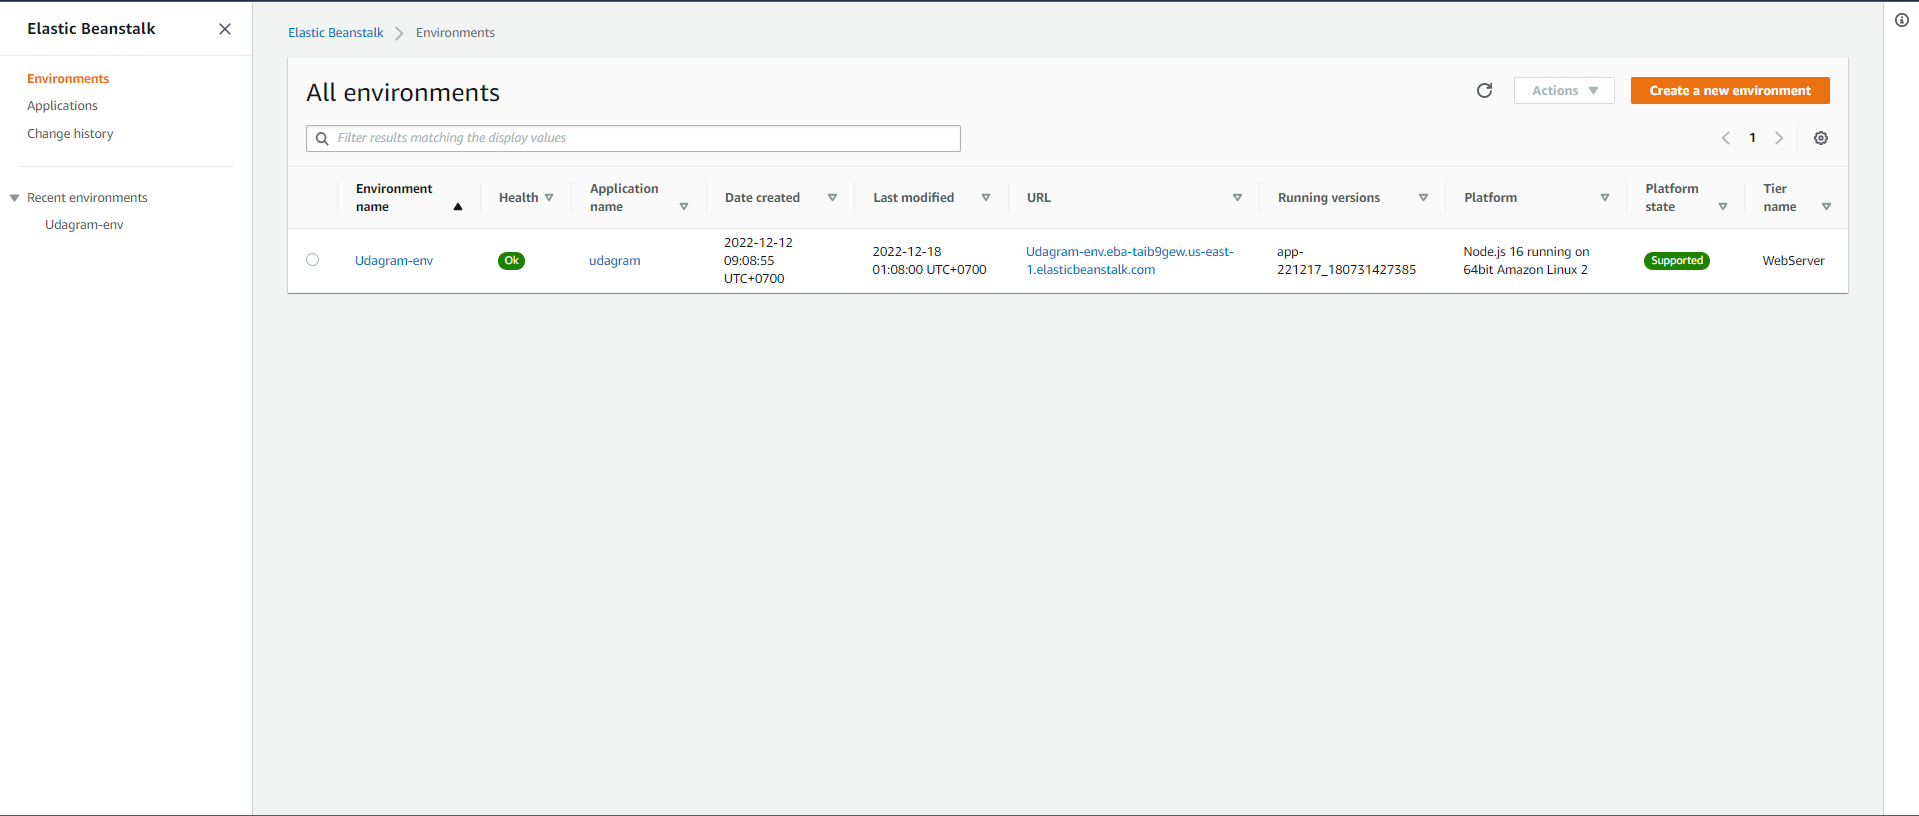 Elastic Beanstalk
Environments
Applications
Change history
Recent environments
Udagram-env
Elastic Beanstalk
Environments
All environments
Actions
Create a new environment
Filter results matching the display values
1
Environment
name
Health
Application
name
Date created
Last modified
URL
Running versions
Platform
Platform
state
Tier
name
Udagram-env
Ok
udagram
2022-12-12
09:08:55
UTC+0700
2022-12-18
01:08:00 UTC+0700
Udagram-env.eba-taib9gew.us-east-
1.elasticbeanstalk.com
app-
221217_180731427385
Node.js 16 running on
64bit Amazon Linux 2
Supported
WebServer